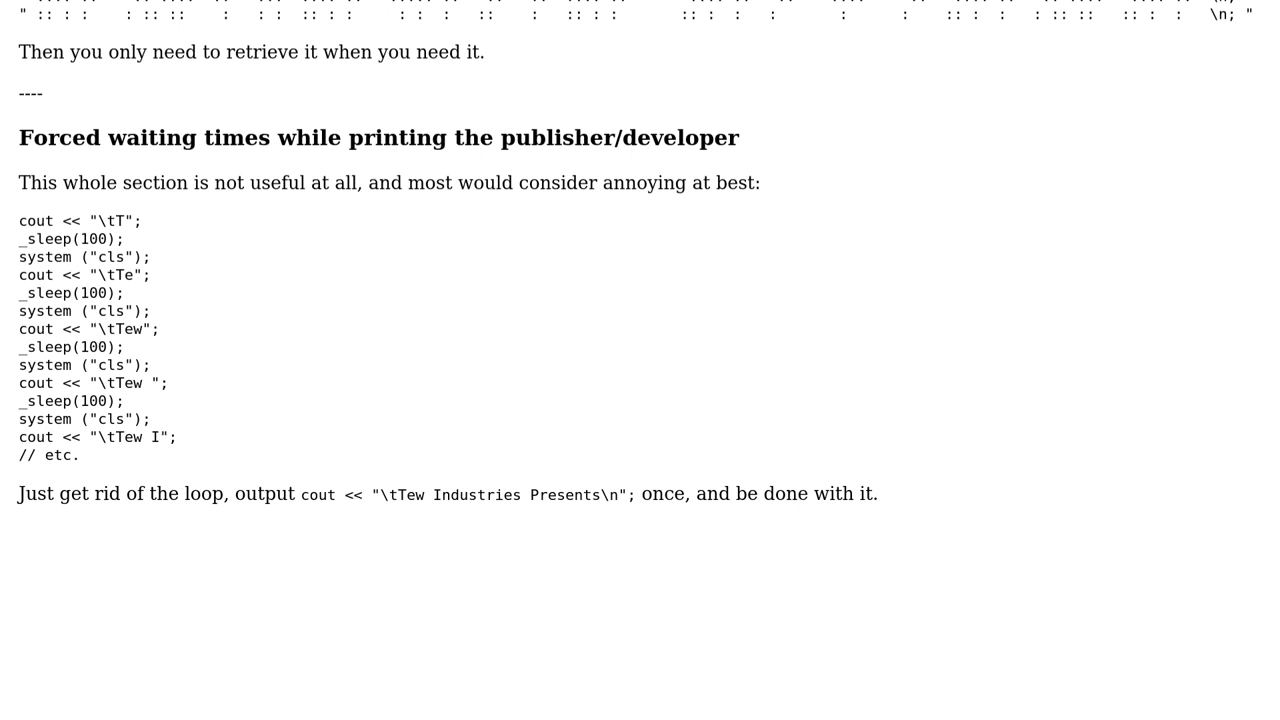 " :: : :    : :: ::    :   : :  :: : : :     : : :  :   ::    :   :: : : :       :: :  :   :       :      :    :: :  :   : :: ::   :: :  :   \n; "
Then you only need to retrieve it when you need it.
----
Forced waiting times while printing the publisher/developer
This whole section is not useful at all, and most would consider annoying at best:
cout << "\tT";
_sleep(100);
system ("cls");
cout << "\tTe";
_sleep(100);
system ("cls");
cout << "\tTew";
_sleep(100);
system ("cls");
cout << "\tTew ";
_sleep(100);
system ("cls");
cout << "\tTew I";
// etc.
Just get rid of the loop, output cout << "\tTew Industries Presents\n"; once, and be done with it.